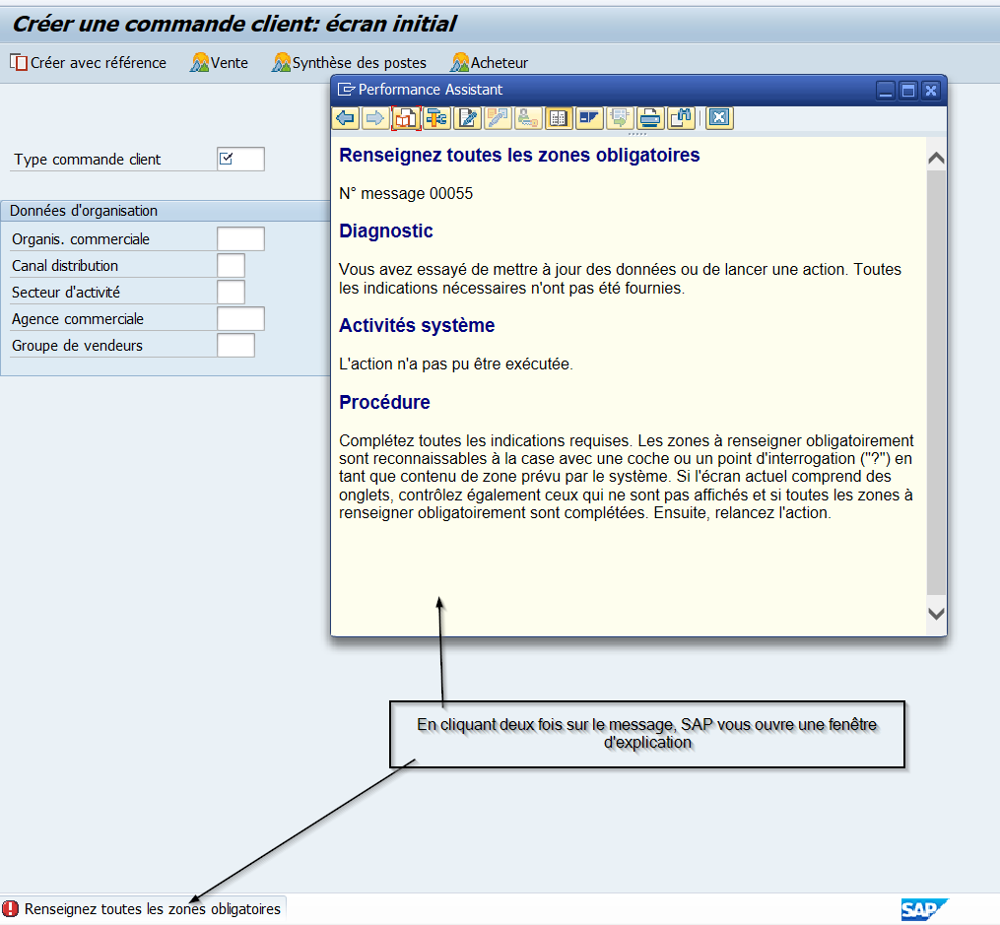 Créer une commande client: écran initial
Créer avec référence Vente Synthèse des postes Acheteur
Type commande client
Données d'organisation
Organis. commerciale
Canal distribution
Secteur d'activité
Agence commerciale
Groupe de vendeurs
Performance Assistant
Renseignez toutes les zones obligatoires
N° message 00055
Diagnostic
Vous avez essayé de mettre à jour des données ou de lancer une action. Toutes
les indications nécessaires n'ont pas été fournies.
Activités système
L'action n'a pas pu être exécutée.
Procédure
Complétez toutes les indications requises. Les zones à renseigner obligatoirement
sont reconnaissables à la case avec une coche ou un point d'interrogation ("?") en
tant que contenu de zone prévu par le système. Si l'écran actuel comprend des
onglets, contrôlez également ceux qui ne sont pas affichés et si toutes les zones à
renseigner obligatoirement sont complétées. Ensuite, relancez l'action.
En cliquant deux fois sur le message, SAP vous ouvre une fenêtre
d'explication
Renseignez toutes les zones obligatoires
SAP